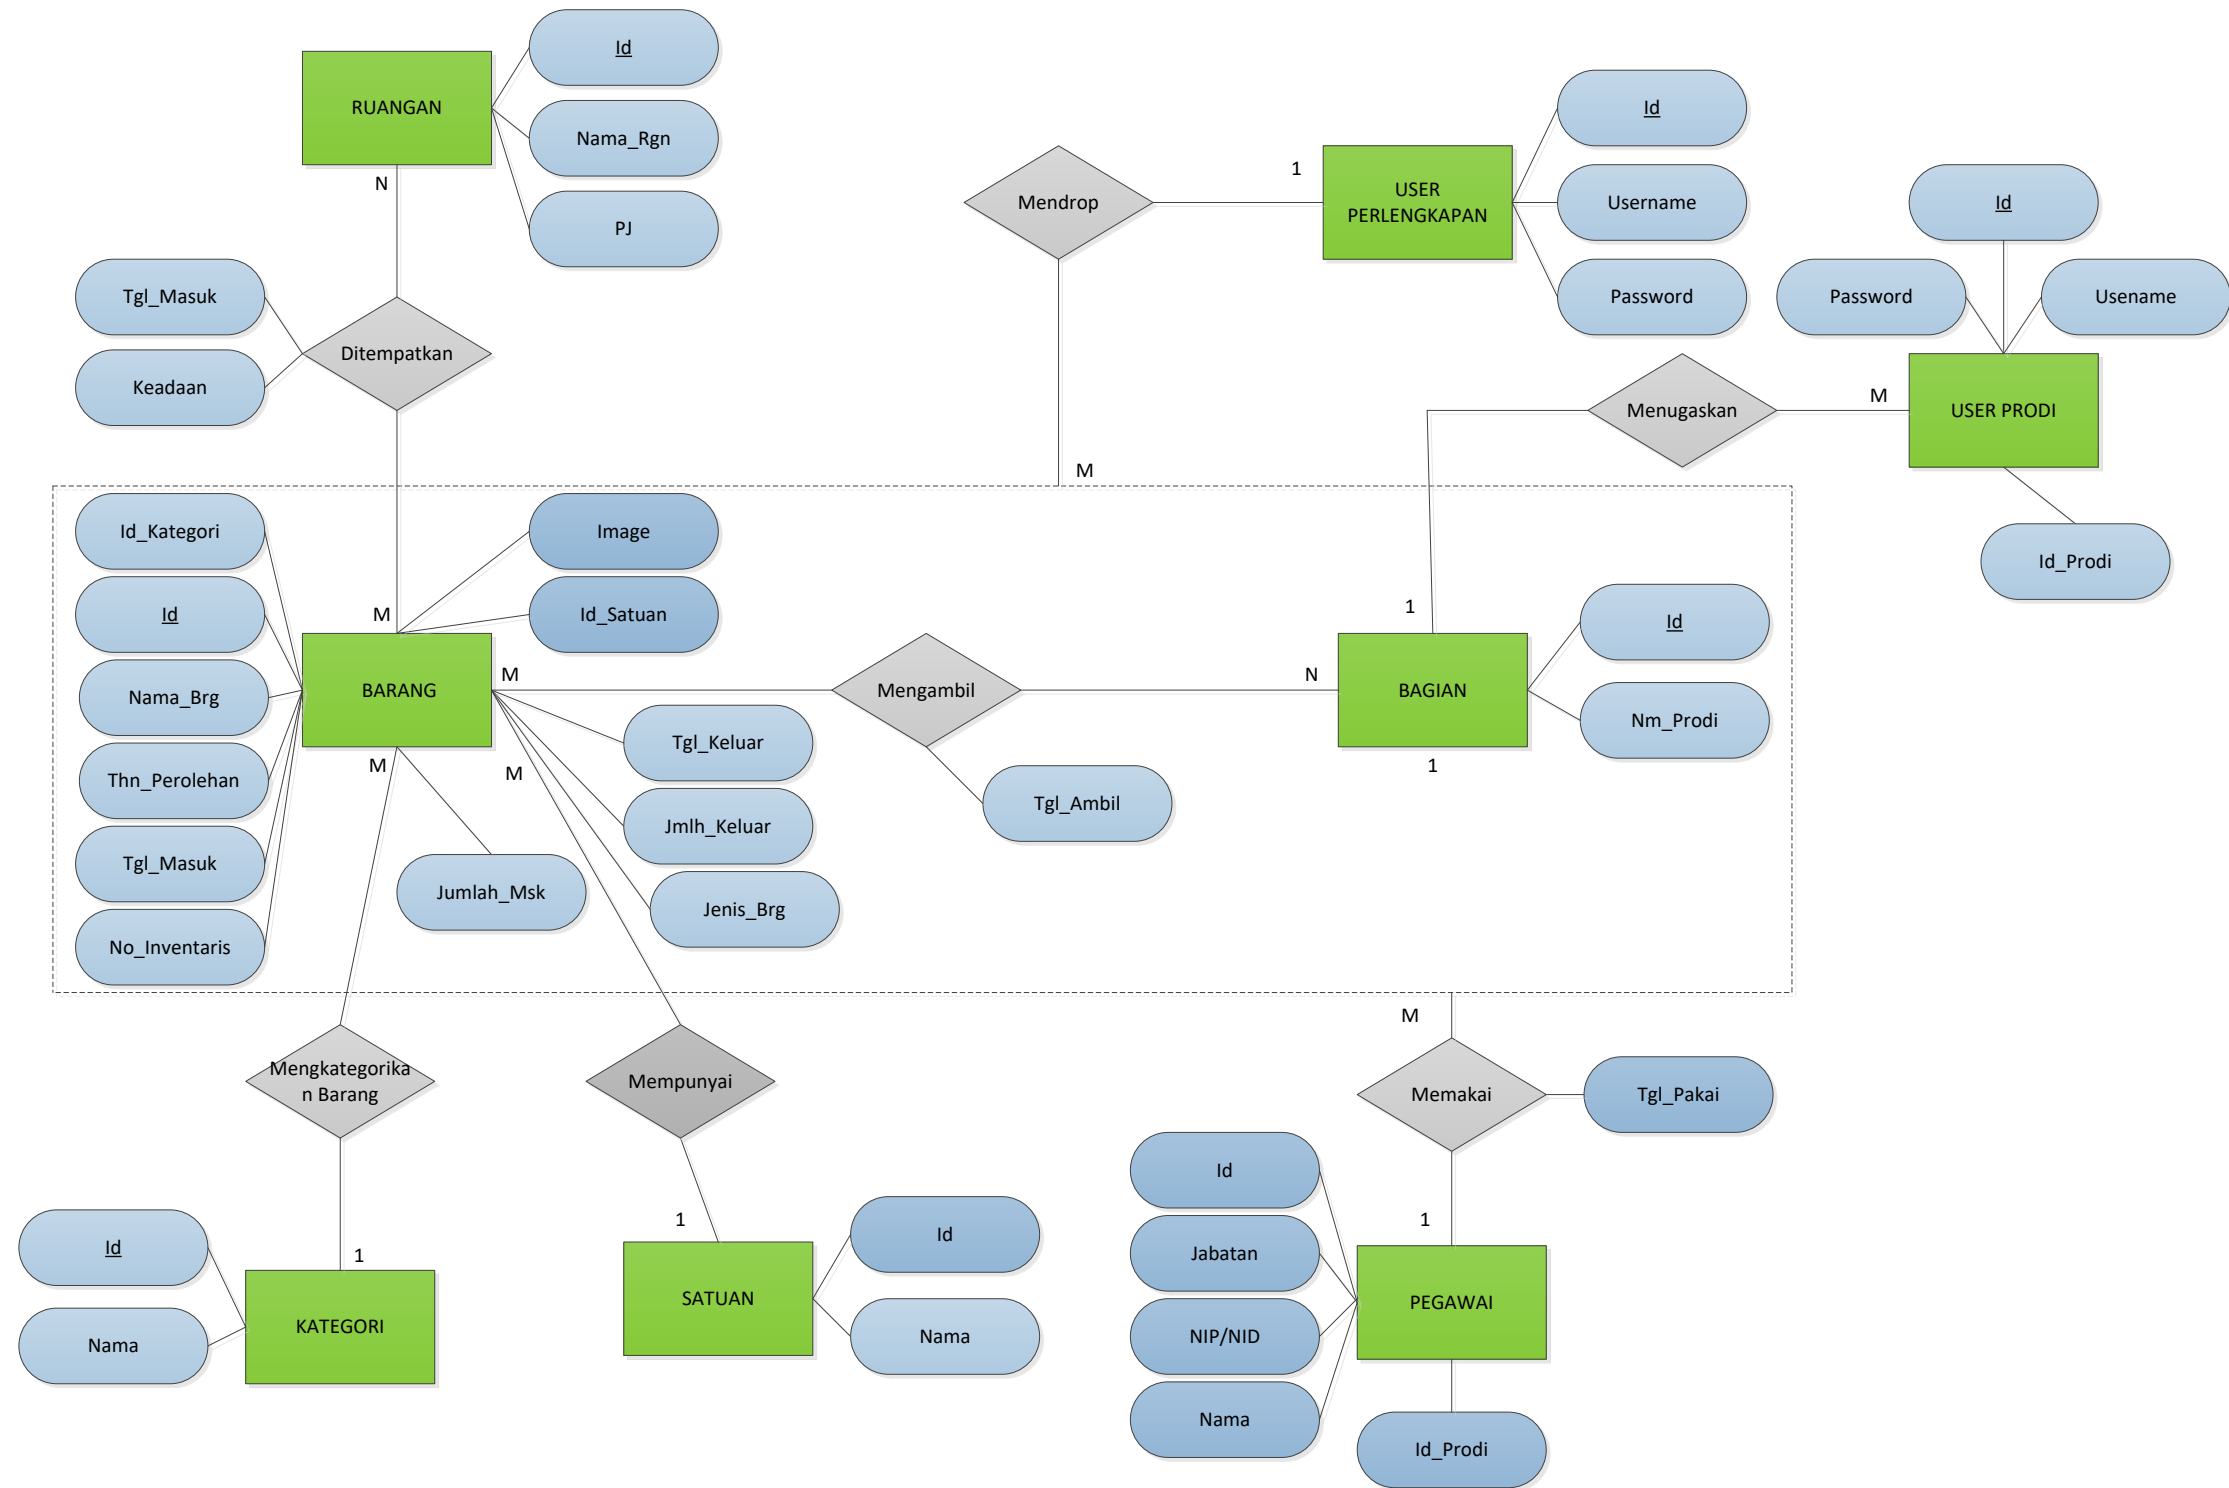 Id
RUANGAN
Nama_Rgn
PJ
N
Id
Mendrop
1
USER
PERLENGKAPAN
Username
Password
Id
Password
Usename
Tgl_Masuk
Ditempatkan
Keadaan
Menugaskan
M
USER PRODI
M
Id_Prodi
Id_Kategori
Image
Id
M
Id_Satuan
1
Id
Nama_Brg
BARANG
M
Mengambil
N
BAGIAN
Nm_Prodi
Thn_Perolehan
M
M
Tgl_Keluar
1
Tgl_Ambil
Jmlh_Keluar
Tgl_Masuk
Jumlah_Msk
Jenis_Brg
No_Inventaris
M
Mengkategorika
n Barang
Mempunyai
Memakai
Tgl_Pakai
Id
1
1
Id
1
Id
Jabatan
KATEGORI
Nama
SATUAN
Nama
PEGAWAI
NIP/NID
Nama
Id_Prodi